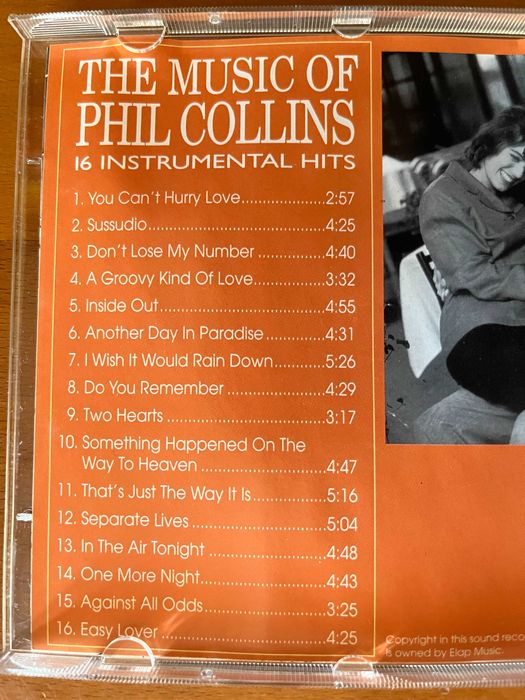 THE MUSIC OF
PHIL COLLINS
16 INSTRUMENTAL HITS
1. You Can't Hurry Love....................2:57
2. Sussudio..........................................4:25
3. Don't Lose My Number ................4:40
4. A Groovy Kind Of Love.................3:32
5. Inside Out........................................4:55
6. Another Day In Paradise..............4:31
7. I Wish It Would Rain Down............5:26
8. Do You Remember ........................4:29
9. Two Hearts ......................................3:17
10. Something Happened On The
Way To Heaven ..............................4:47
11. That's Just The Way It Is..................5:16
12. Separate Lives................................5:04
13. In The Air Tonight ............................4:48
14. One More Night..............................4:43
15. Against All Odds.............................3:25
16. Easy Lover ......................................4:25
Copyright in this sound reco
is owned by Elap Music.